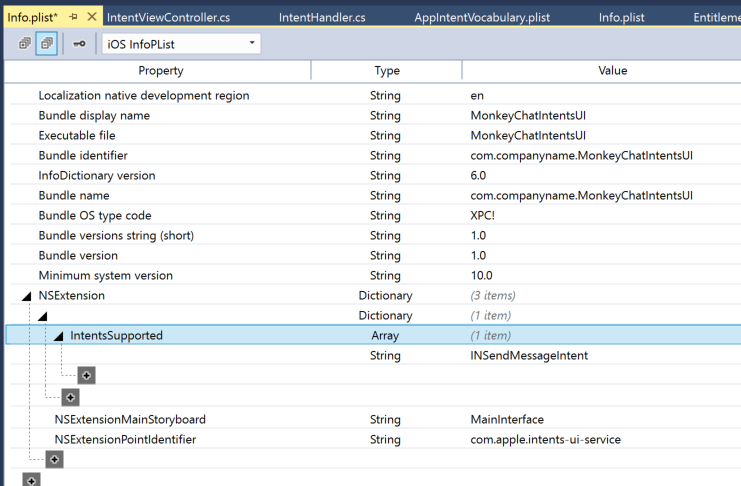 Info.plist* IntentViewController.cs IntentHandler.cs AppIntentVocabulary.plist Info.plist Entitleme
iOS InfoPList
Property Type Value
Localization native development region String en
Bundle display name String MonkeyChatIntentsUI
Executable file String MonkeyChatIntentsUI
Bundle identifier String com.companyname.MonkeyChatIntentsUI
InfoDictionary version String 6.0
Bundle name String com.companyname.MonkeyChatIntentsUI
Bundle OS type code String XPC!
Bundle versions string (short) String 1.0
Bundle version String 1.0
Minimum system version String 10.0
NSExtension Dictionary (3 items)
Dictionary (1 item)
IntentsSupported Array (1 item)
String INSendMessageIntent
NSExtensionMainStoryboard String MainInterface
NSExtensionPointIdentifier String com.apple.intents-ui-service